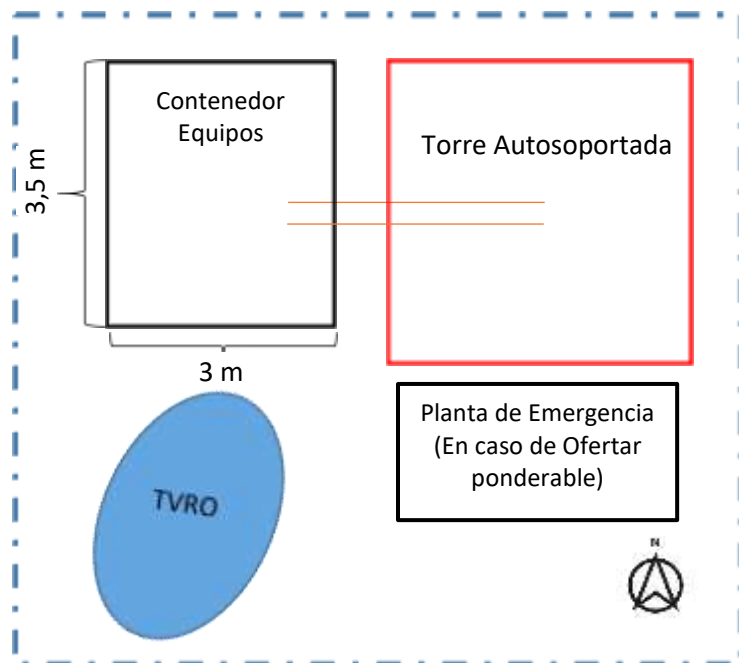 Contenedor
Equipos
Torre Autosoportada
3,5 m
3 m
Planta de Emergencia
(En caso de Ofertar
ponderable)
TVRO
N